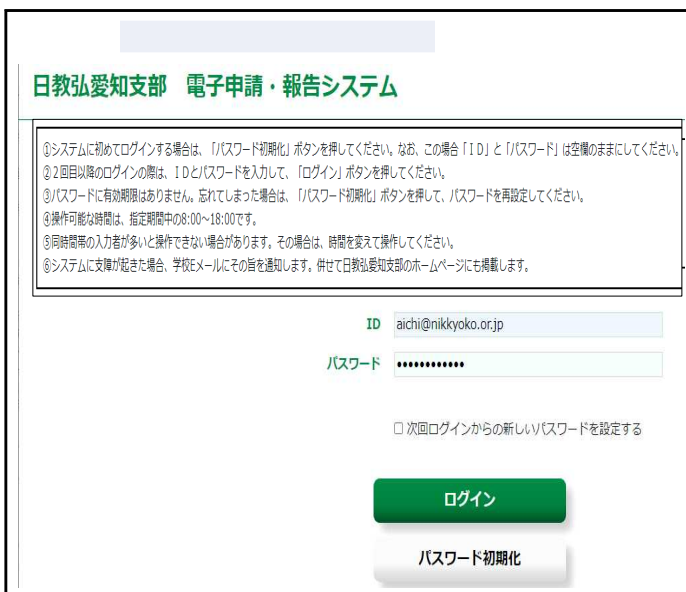 日教弘愛知支部　電子申請・報告システム
①システムに初めてログインする場合は、「パスワード初期化」ボタンを押してください。なお、この場合「ＩＤ」と「パスワード」は空欄のままにしてください。
②２回目以降のログインの際は、ＩＤとパスワードを入力して、「ログイン」ボタンを押してください。
③パスワードに有効期限はありません。忘れてしまった場合は、「パスワード初期化」ボタンを押して、パスワードを再設定してください。
④操作可能な時間は、指定期間中の8:00～18:00です。
⑤同時間帯の入力者が多いと操作できない場合があります。その場合は、時間を変えて操作してください。
⑥システムに支障が起きた場合、学校Eメールにその旨を通知します。併せて日教弘愛知支部のホームページにも掲載します。
ID aichi@nikkyoko.or.jp
パスワード ••••••••••••
次回ログインからの新しいパスワードを設定する
ログイン
パスワード初期化